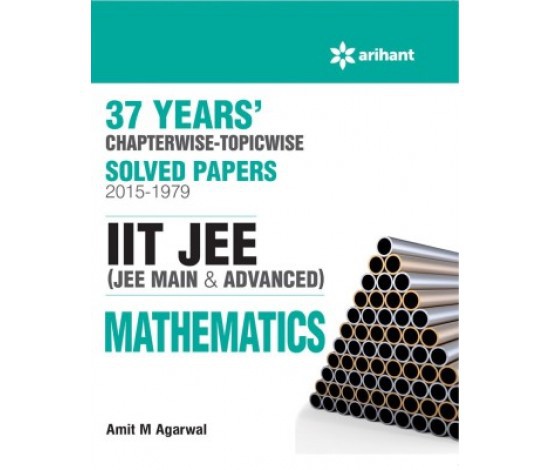 arihant
37 YEARS’
CHAPTERWISE-TOPICWISE
SOLVED PAPERS
2015-1979
IIT JEE
(JEE MAIN & ADVANCED)
MATHEMATICS
Amit M Agarwal